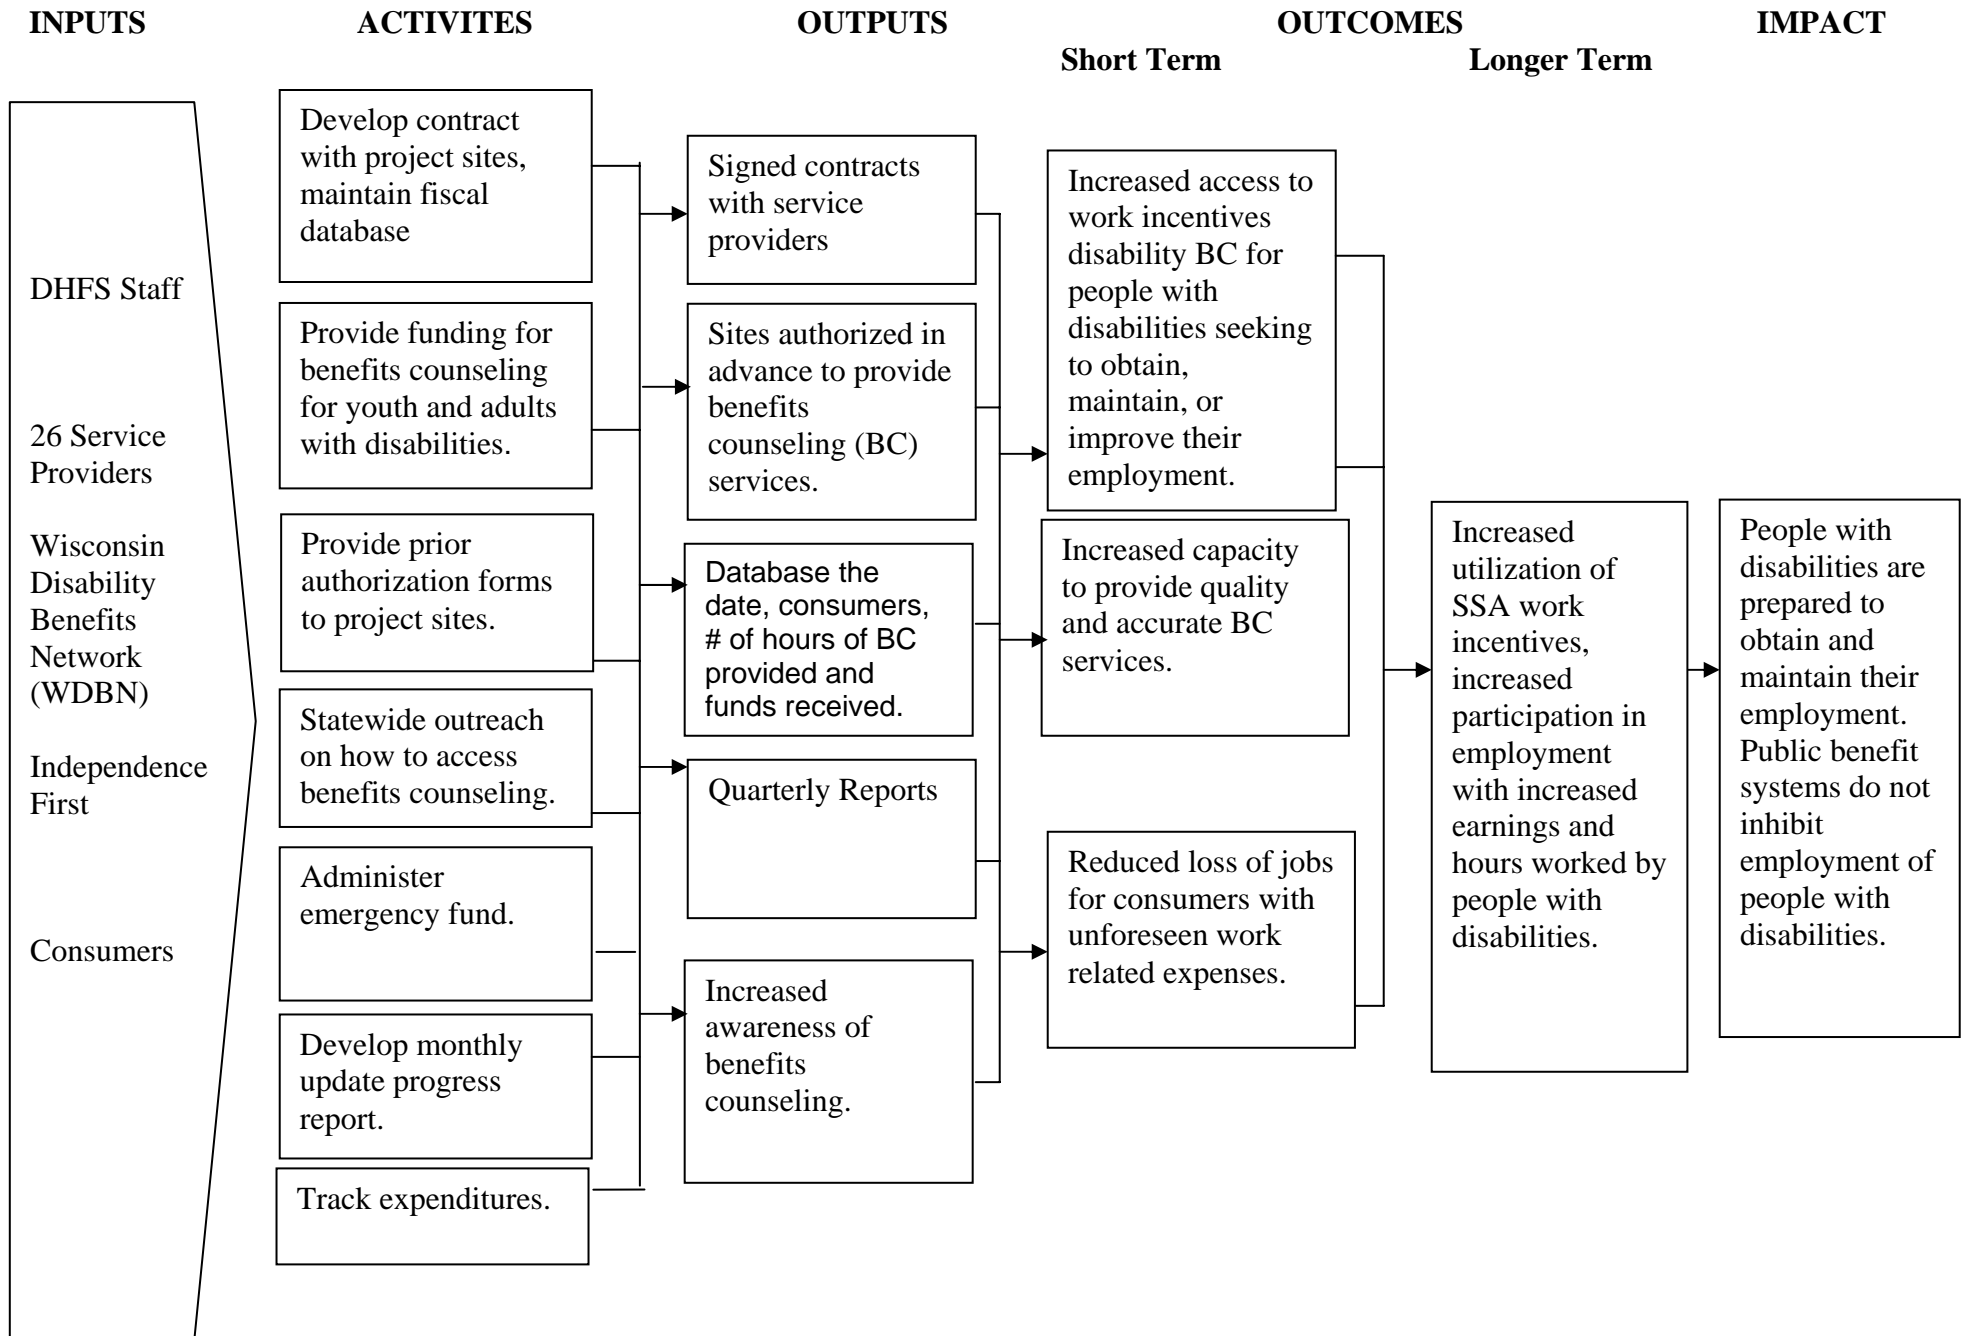 INPUTS
ACTIVITES
OUTPUTS
OUTCOMES
IMPACT
Short Term
Longer Term
DHFS Staff
26 Service
Providers
Wisconsin
Disability
Benefits
Network
(WDBN)
Independence
First
Consumers
Develop contract
with project sites,
maintain fiscal
database
Provide funding for
benefits counseling
for youth and adults
with disabilities.
Provide prior
authorization forms
to project sites.
Statewide outreach
on how to access
benefits counseling.
Administer
emergency fund.
Develop monthly
update progress
report.
Track expenditures.
Signed contracts
with service
providers
Sites authorized in
advance to provide
benefits
counseling (BC)
services.
Database the
date, consumers,
# of hours of BC
provided and
funds received.
Quarterly Reports
Increased
awareness of
benefits
counseling.
Increased access to
work incentives
disability BC for
people with
disabilities seeking
to obtain,
maintain, or
improve their
employment.
Increased capacity
to provide quality
and accurate BC
services.
Reduced loss of jobs
for consumers with
unforeseen work
related expenses.
Increased
utilization of
SSA work
incentives,
increased
participation in
employment
with increased
earnings and
hours worked by
people with
disabilities.
People with
disabilities are
prepared to
obtain and
maintain their
employment.
Public benefit
systems do not
inhibit
employment of
people with
disabilities.